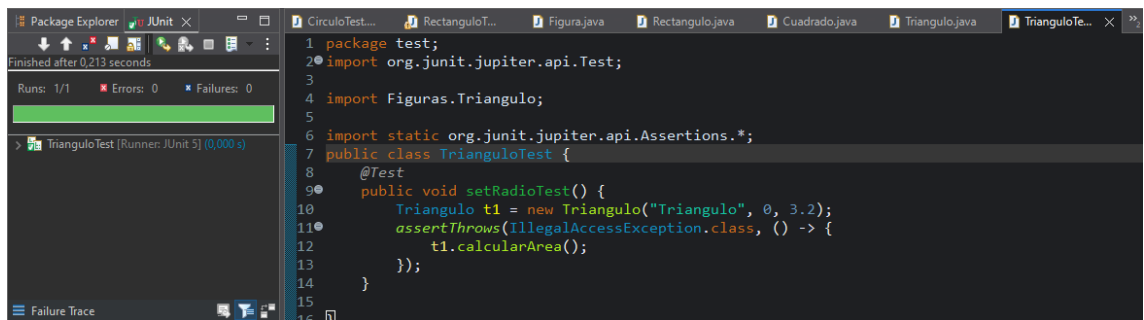 Package Explorer JUnit
Finished after 0,213 seconds
Runs: 1/1 Errors: 0 Failures: 0
TrianguloTest [Runner: JUnit 5] (0,000 s)
Failure Trace
CirculoTest.... RectanguloT... Figura.java Rectangulo.java Cuadrado.java Triangulo.java TrianguloTe... »2
1 package test;
2 import org.junit.jupiter.api.Test;
3
4 import Figuras.Triangulo;
5
6 import static org.junit.jupiter.api.Assertions.*;
7 public class TrianguloTest {
8 @Test
9 public void setRadioTest() {
10 Triangulo t1 = new Triangulo("Triangulo", 0, 3.2);
11 assertThrows(IllegalAccessException.class, () -> {
12 t1.calcularArea();
13 });
14 }
15
16 }